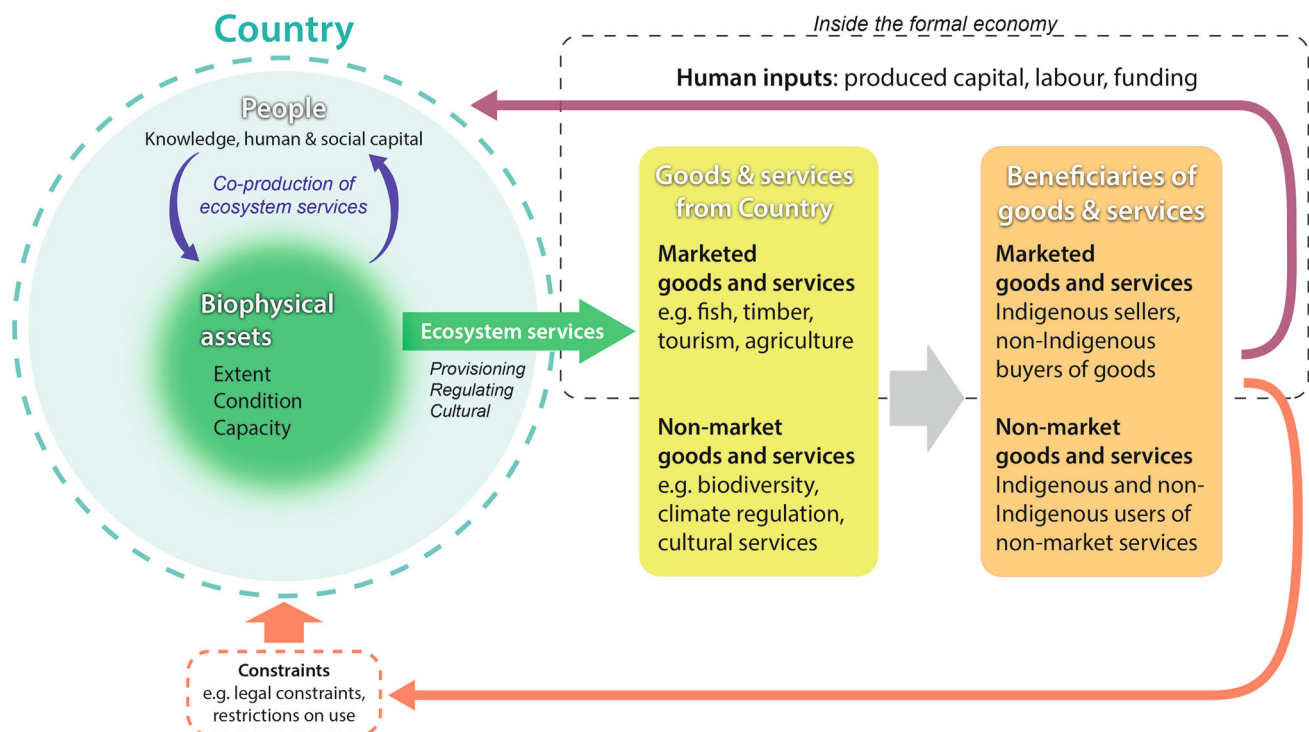 Country
People
Knowledge, human & social capital
Co-production of
ecosystem services
Biophysical
assets
Extent
Condition
Capacity
Ecosystem services
Provisioning
Regulating
Cultural
Inside the formal economy
Human inputs: produced capital, labour, funding
Goods & services
from Country
Marketed
goods and services
e.g. fish, timber,
tourism, agriculture
Non-market
goods and services
e.g. biodiversity,
climate regulation,
cultural services
Beneficiaries of
goods & services
Marketed
goods and services
Indigenous sellers,
non-Indigenous
buyers of goods
Non-market
goods and services
Indigenous and non-
Indigenous users of
non-market services
Constraints
e.g. legal constraints,
restrictions on use